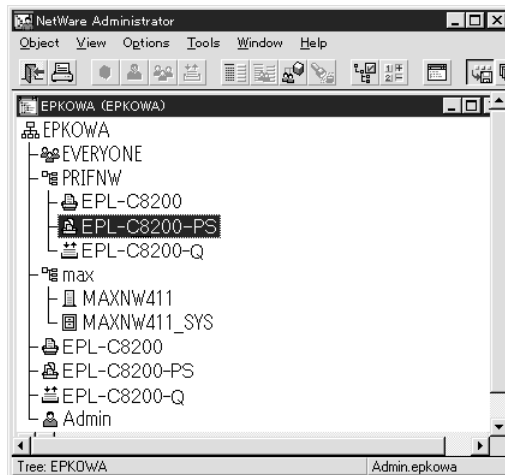 NetWare Administrator
Object View Options Tools Window Help
EPKOWA (EPKOWA)
EPKOWA
EVERYONE
PRIFNW
EPL-C8200
EPL-C8200-PS
EPL-C8200-Q
max
MAXNW411
MAXNW411_SYS
EPL-C8200
EPL-C8200-PS
EPL-C8200-Q
Admin
Tree: EPKOWA Admin.epkowa